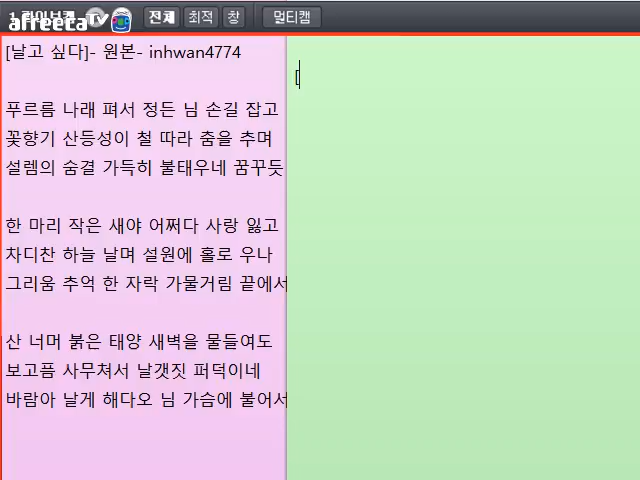 afreecaTV
전체 최적 창 멀티캠
[날고 싶다]- 원본- inhwan4774
[
푸르름 나래 펴서 정든 님 손길 잡고
꽃향기 산등성이 철 따라 춤을 추며
설렘의 숨결 가득히 불태우네 꿈꾸듯
한 마리 작은 새야 어쩌다 사랑 잃고
차디찬 하늘 날며 설원에 홀로 우나
그리움 추억 한 자락 가물거림 끝에서
산 너머 붉은 태양 새벽을 물들여도
보고픔 사무쳐서 날갯짓 퍼덕이네
바람아 날게 해다오 님 가슴에 불어서